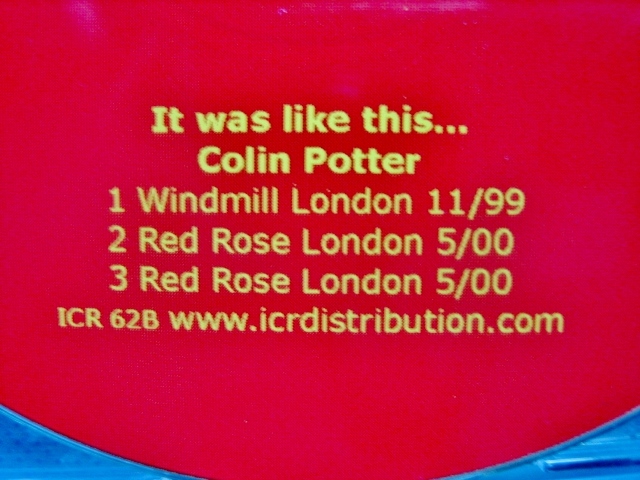 It was like this...
Colin Potter
1 Windmill London 11/99
2 Red Rose London 5/00
3 Red Rose London 5/00
ICR 62B www.icrdistribution.com